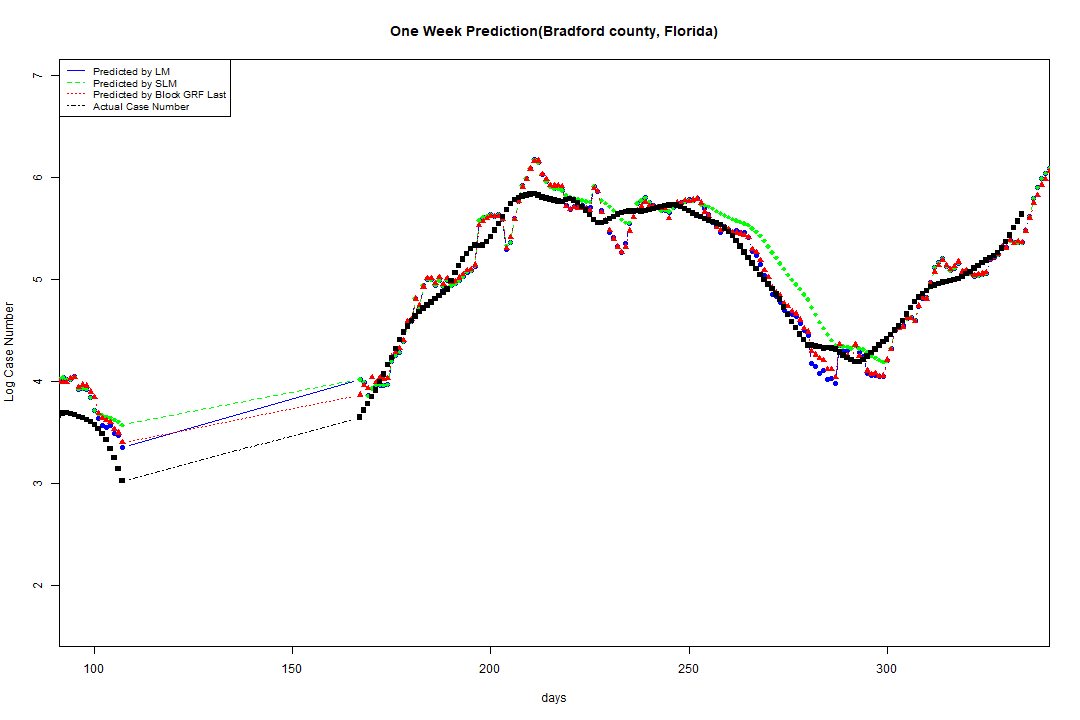 One Week Prediction(Bradford county, Florida)
Predicted by LM
Predicted by SLM
Predicted by Block GRF Last
Actual Case Number
7
6
5
4
3
2
Log Case Number
100
150
200
250
300
days